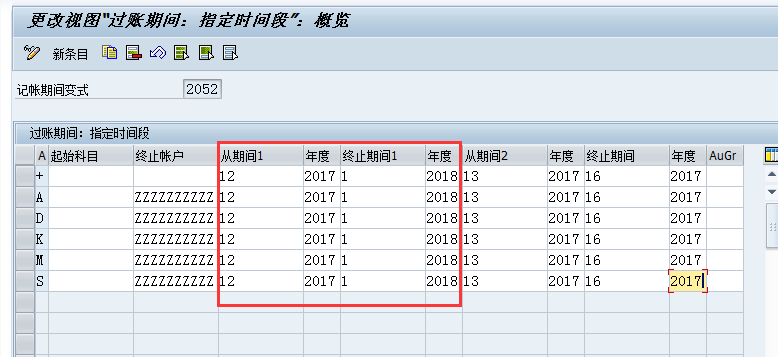 更改视图"过账期间：指定时间段"：概览
新条目
记帐期间变式 2052
过账期间：指定时间段
A 起始科目 终止帐户 从期间1 年度 终止期间1 年度 从期间2 年度 终止期间 年度 AuGr
+ 12 2017 1 2018 13 2017 16 2017
A ZZZZZZZZZZ 12 2017 1 2018 13 2017 16 2017
D ZZZZZZZZZZ 12 2017 1 2018 13 2017 16 2017
K ZZZZZZZZZZ 12 2017 1 2018 13 2017 16 2017
M ZZZZZZZZZZ 12 2017 1 2018 13 2017 16 2017
S ZZZZZZZZZZ 12 2017 1 2018 13 2017 16 2017